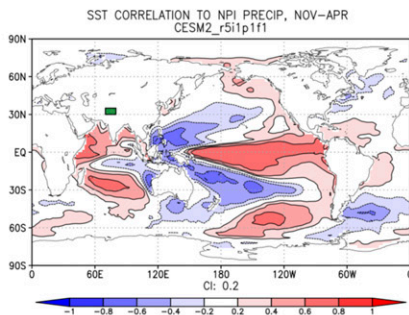 SST CORRELATION TO NPI PRECIP, NOV-APR
CESM2_r5i1p1f1
90N
60N
30N
EQ
30S
60S
90S
0 60E 120E 180 120W 60W 0
CI: 0.2
-1 -0.8 -0.6 -0.4 -0.2 0.2 0.4 0.6 0.8 1